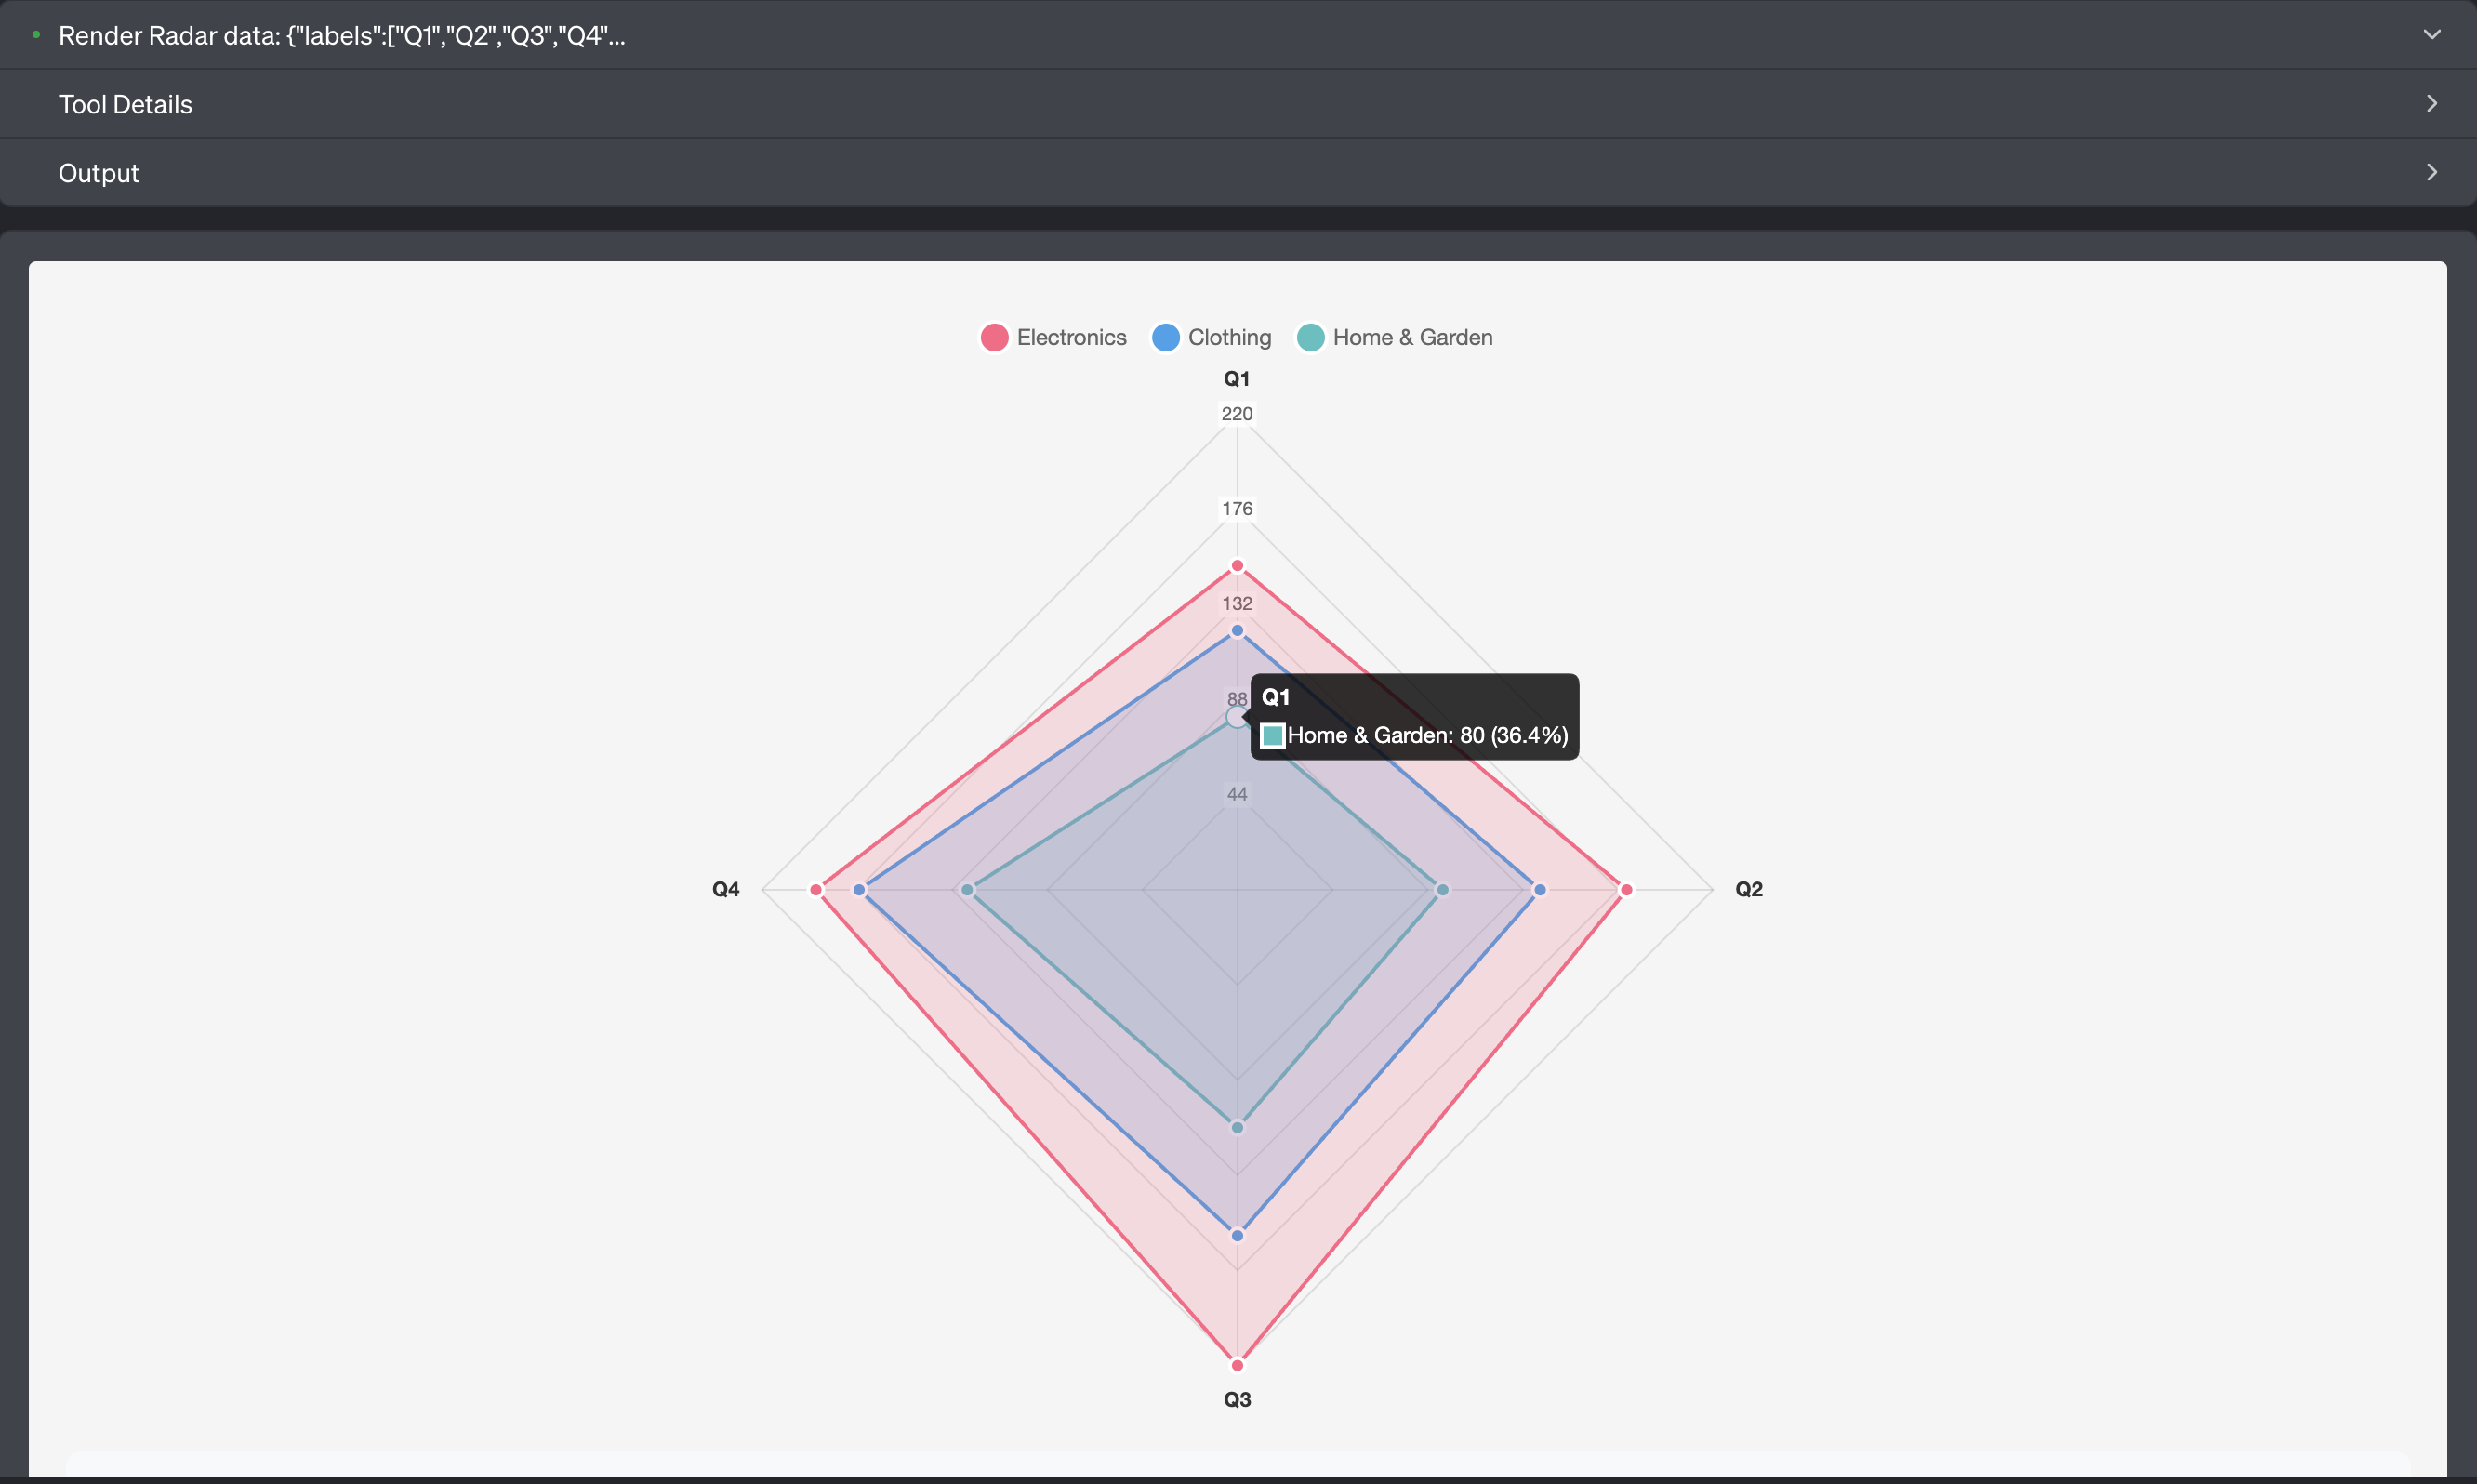 Render Radar data: {"labels":["Q1","Q2","Q3","Q4"...
Tool Details
Output
Electronics Clothing Home & Garden
Q1
220
176
132
88
Q1
Home & Garden: 80 (36.4%)
44
Q4
Q2
Q3